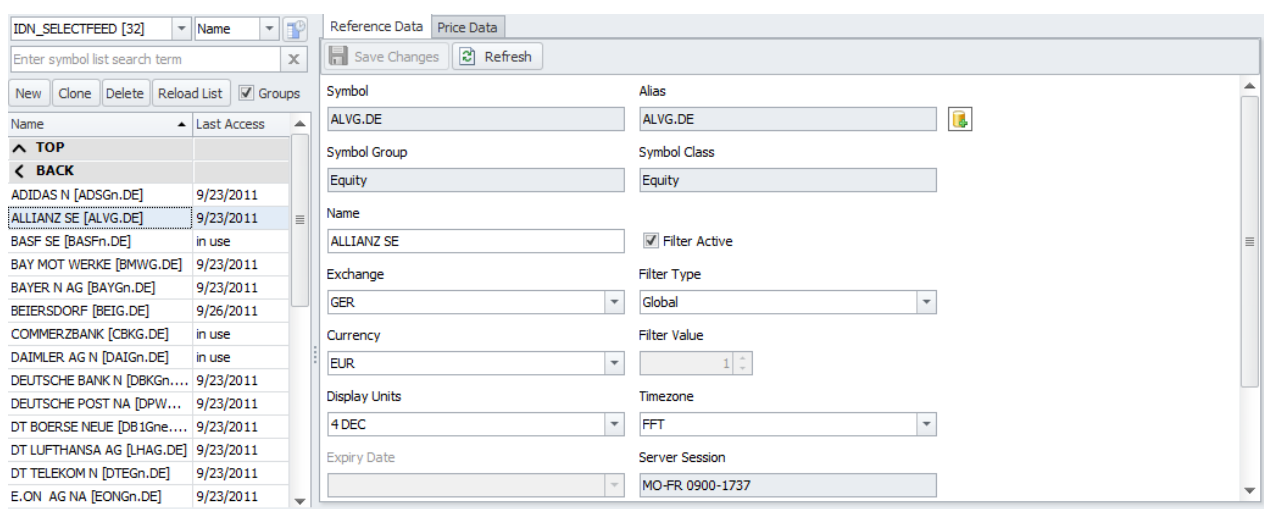 IDN_SELECTFEED [32] Name
Enter symbol list search term X
New Clone Delete Reload List Groups
Name Last Access
TOP
BACK
ADIDAS N [ADSGn.DE] 9/23/2011
ALLIANZ SE [ALVG.DE] 9/23/2011
BASF SE [BASFn.DE] in use
BAY MOT WERKE [BMWG.DE] 9/23/2011
BAYER N AG [BAYGn.DE] 9/23/2011
BEIERSDORF [BEIG.DE] 9/26/2011
COMMERZBANK [CBKG.DE] in use
DAIMLER AG N [DAIGn.DE] in use
DEUTSCHE BANK N [DBKGn.... 9/23/2011
DEUTSCHE POST NA [DPW... 9/23/2011
DT BOERSE NEUE [DB1Gne.... 9/23/2011
DT LUFTHANSA AG [LHAG.DE] 9/23/2011
DT TELEKOM N [DTEGn.DE] 9/23/2011
E.ON AG NA [EONGn.DE] 9/23/2011
Reference Data Price Data
Save Changes Refresh
Symbol Alias
ALVG.DE ALVG.DE
Symbol Group Symbol Class
Equity Equity
Name
ALLIANZ SE Filter Active
Exchange Filter Type
GER Global
Currency Filter Value
EUR 1
Display Units Timezone
4 DEC FFT
Expiry Date Server Session
MO-FR 0900-1737